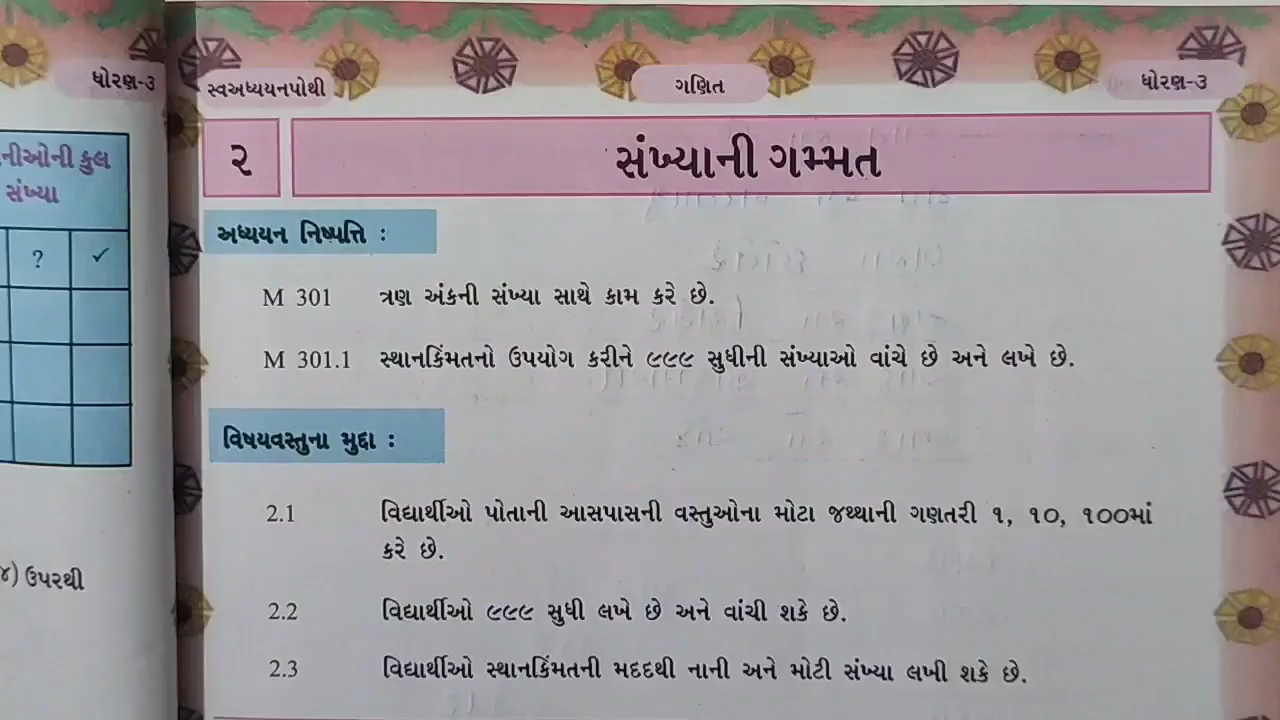 ધોરણ-૩
સંખ્યા
?
ઉપરથી
સ્વઅધ્યયનપોથી
ગણિત
ધોરણ-૩
૨
સંખ્યાની ગમ્મત
અધ્યયન નિષ્પત્તિ :
M 301 ત્રણ અંકની સંખ્યા સાથે કામ કરે છે.
M 301.1 સ્થાનકિંમતનો ઉપયોગ કરીને ૯૯૯ સુધીની સંખ્યાઓ વાંચે છે અને લખે છે.
વિષયવસ્તુના મુદ્દા :
2.1 વિદ્યાર્થીઓ પોતાની આસપાસની વસ્તુઓના મોટા જથ્થાની ગણતરી ૧, ૧૦, ૧૦૦માં
કરે છે.
2.2 વિદ્યાર્થીઓ ૯૯૯ સુધી લખે છે અને વાંચી શકે છે.
2.3 વિદ્યાર્થીઓ સ્થાનકિંમતની મદદથી નાની અને મોટી સંખ્યા લખી શકે છે.